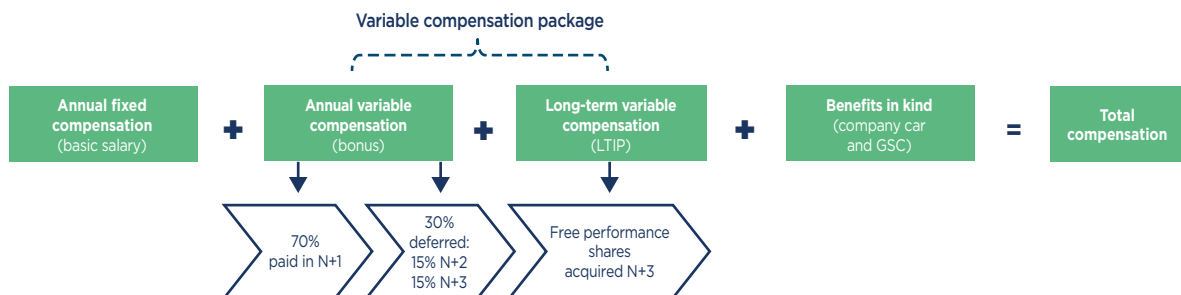 Variable compensation package
Annual fixed
compensation
(basic salary)
+
Annual variable
compensation
(bonus)
+
Long-term variable
compensation
(LTIP)
+
Benefits in kind
(company car
and GSC)
=
Total
compensation
70%
paid in N+1
30%
deferred:
15% N+2
15% N+3
Free performance
shares
acquired N+3